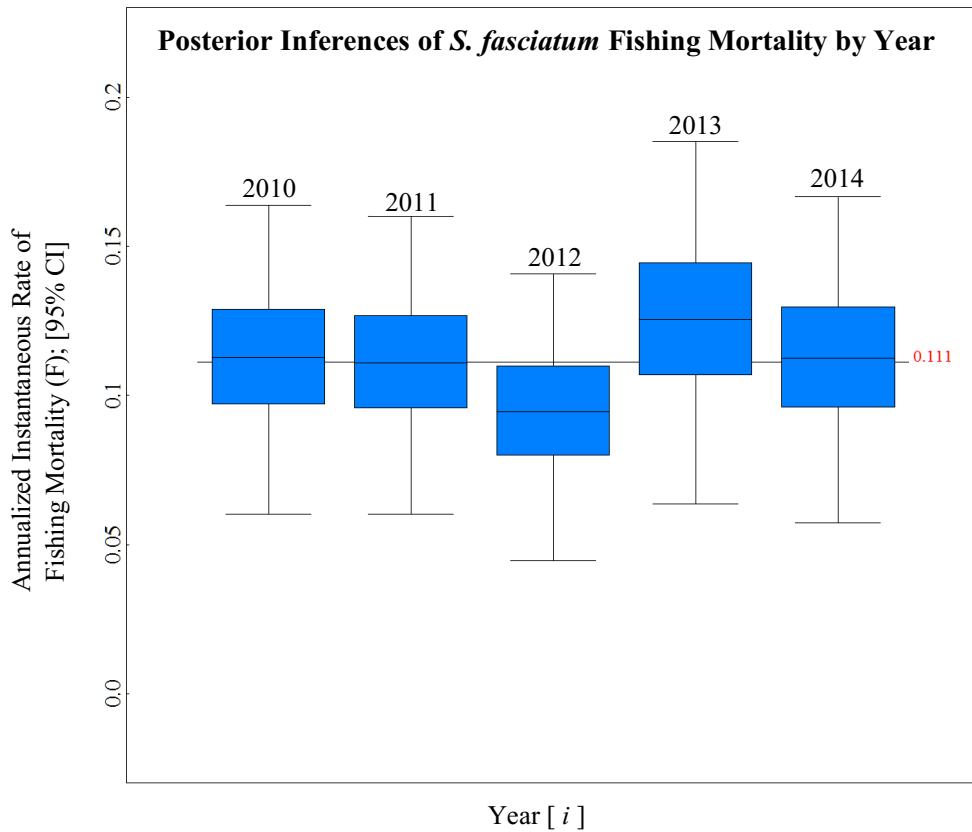 Posterior Inferences of S. fasciatum Fishing Mortality by Year
Annualized Instantaneous Rate of
Fishing Mortality (F); [95% CI]
0.2
0.15
0.1
0.05
0.0
2010
2011
2012
2013
2014
0.111
Year [ i ]